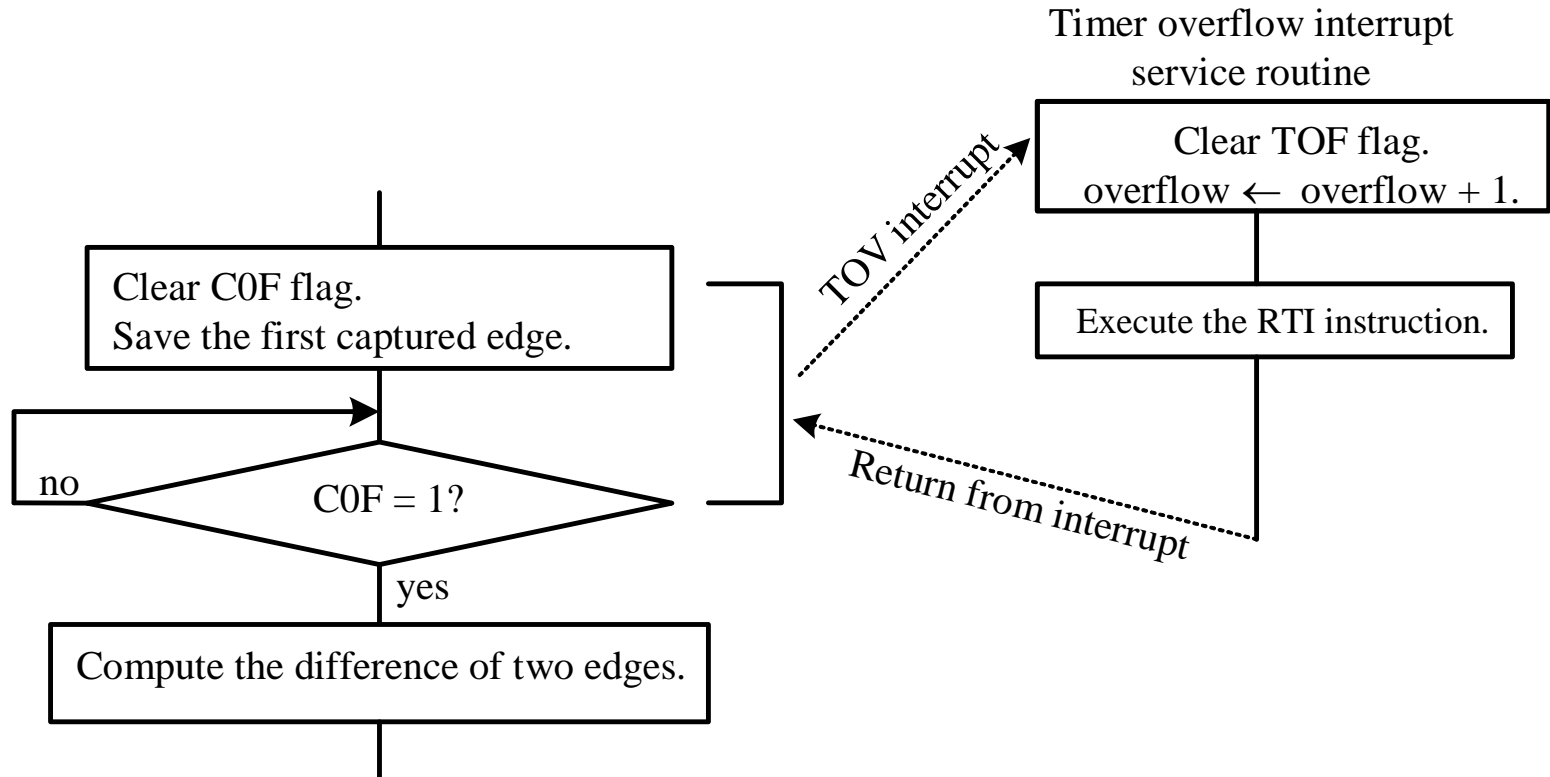 Timer overflow interrupt
service routine
Clear TOF flag.
overflow ← overflow + 1.
TOV interrupt
Clear C0F flag.
Save the first captured edge.
Execute the RTI instruction.
no
C0F = 1?
Return from interrupt
yes
Compute the difference of two edges.